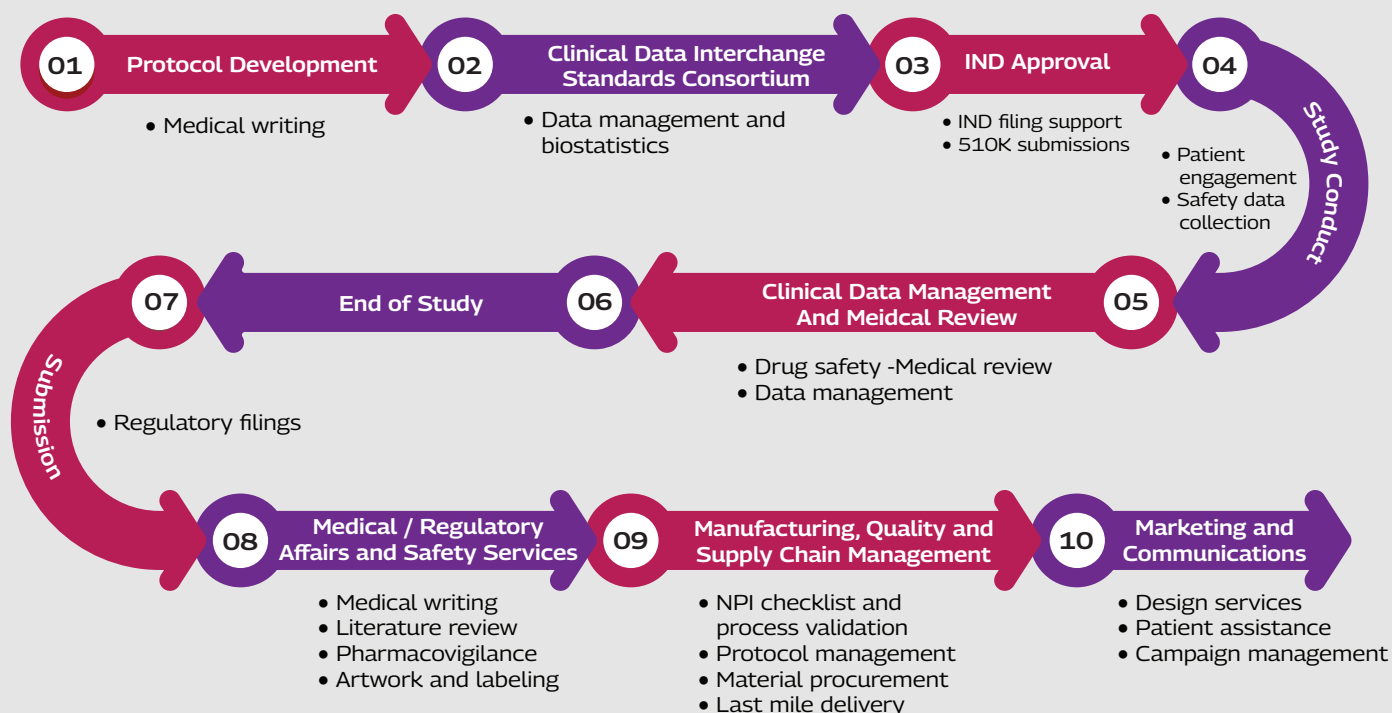 01
Protocol Development
• Medical writing
02
Clinical Data Interchange
Standards Consortium
• Data management and
biostatistics
03
IND Approval
• IND filing support
• 510K submissions
04
Study Conduct
• Patient
engagement
• Safety data
collection
05
Clinical Data Management
And Meidcal Review
• Drug safety -Medical review
• Data management
06
End of Study
07
Submission
• Regulatory filings
08
Medical / Regulatory
Affairs and Safety Services
• Medical writing
• Literature review
• Pharmacovigilance
• Artwork and labeling
09
Manufacturing, Quality and
Supply Chain Management
• NPI checklist and
process validation
• Protocol management
• Material procurement
• Last mile delivery
10
Marketing and
Communications
• Design services
• Patient assistance
• Campaign management